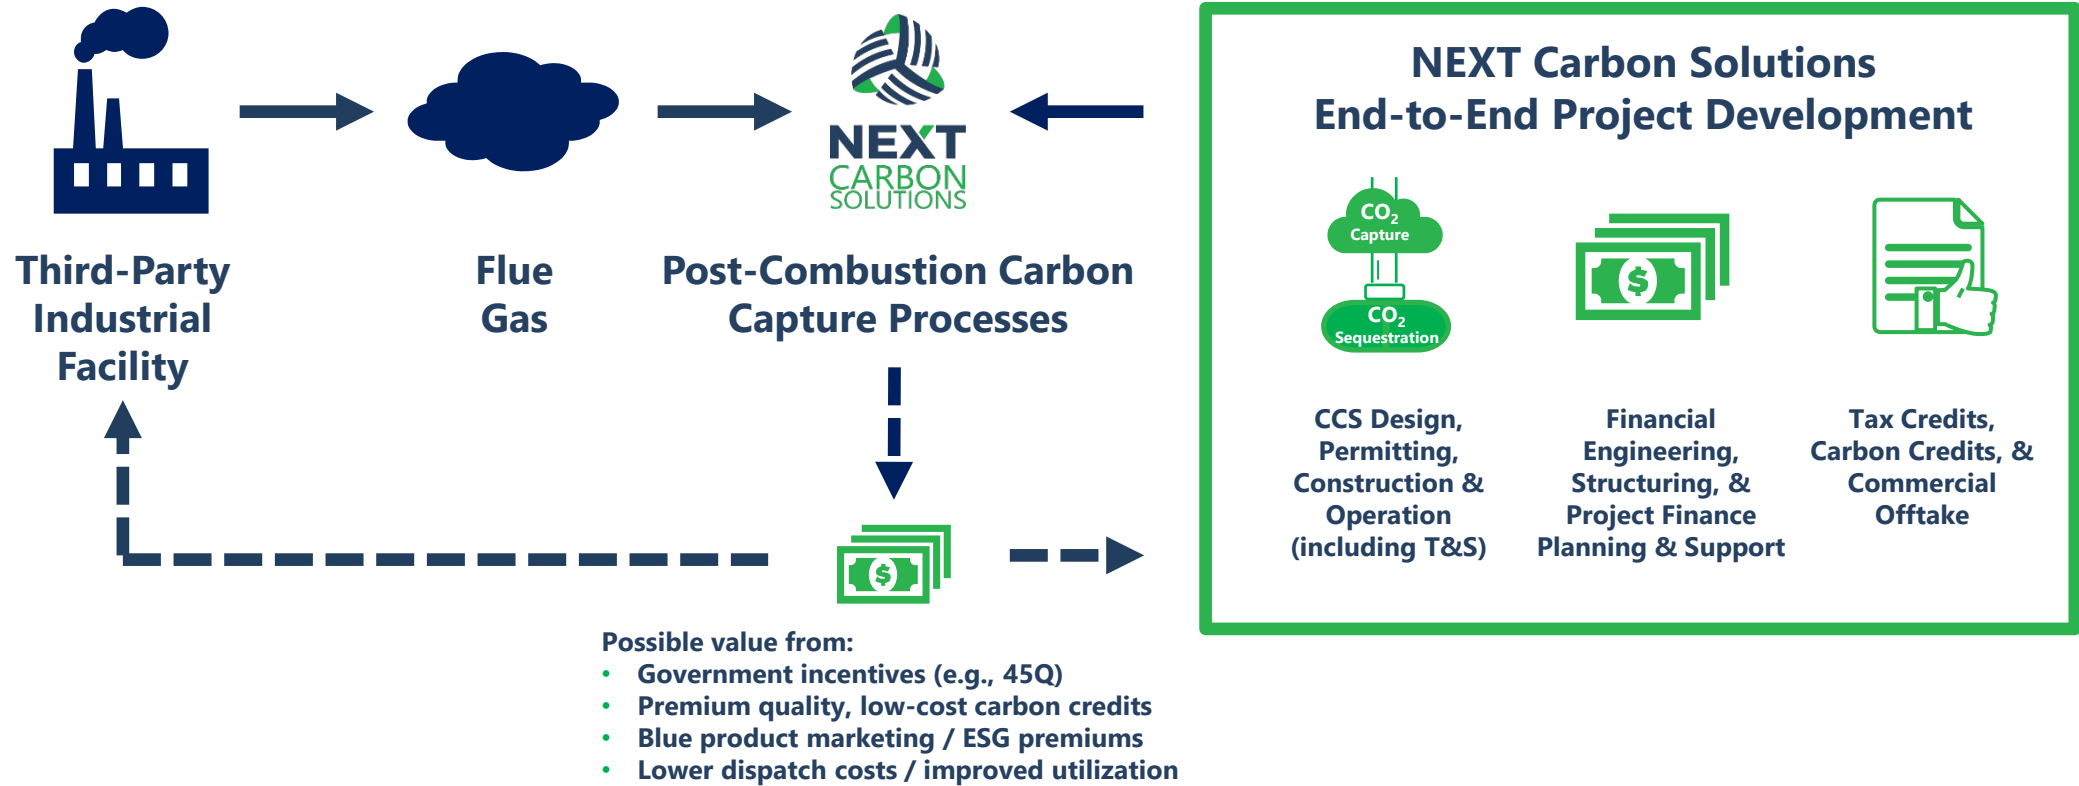 NEXT
CARBON
SOLUTIONS
Third-Party
Industrial
Facility
Flue
Gas
Post-Combustion Carbon
Capture Processes
$
Possible value from:
• Government incentives (e.g., 45Q)
• Premium quality, low-cost carbon credits
• Blue product marketing / ESG premiums
• Lower dispatch costs / improved utilization
NEXT Carbon Solutions
End-to-End Project Development
CO2
Capture
CO2
Sequestration
CCS Design,
Permitting,
Construction &
Operation
(including T&S)
$
Financial
Engineering,
Structuring, &
Project Finance
Planning & Support
Tax Credits,
Carbon Credits, &
Commercial
Offtake